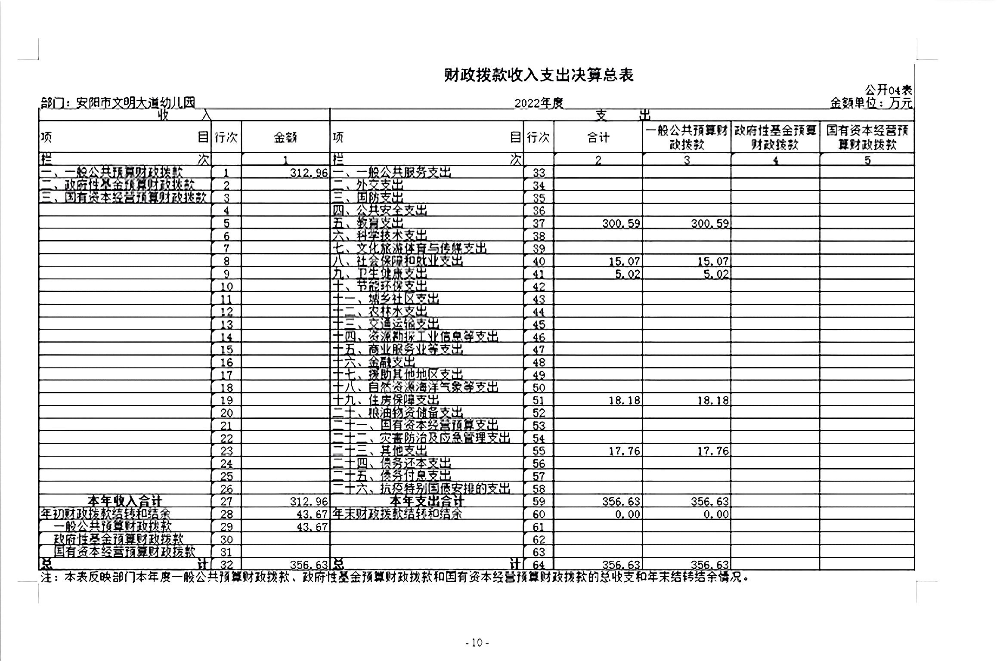 财政拨款收入支出决算总表
公开04表
部门：安阳市文明大道幼儿园 2022年度 金额单位：万元
收 入 支 出
项 目 行次 金额 项 目 行次 合计 一般公共预算财政拨款 政府性基金预算财政拨款 国有资本经营预算财政拨款
栏 次 1 栏 次 2 3 4 5
一、一般公共预算财政拨款 1 312.96 一、一般公共服务支出 33
二、政府性基金预算财政拨款 2 二、外交支出 34
三、国有资本经营预算财政拨款 3 三、国防支出 35
4 四、公共安全支出 36
5 五、教育支出 37 300.59 300.59
6 六、科学技术支出 38
7 七、文化旅游体育与传媒支出 39
8 八、社会保障和就业支出 40 15.07 15.07
9 九、卫生健康支出 41 5.02 5.02
10 十、节能环保支出 42
11 十一、城乡社区支出 43
12 十二、农林水支出 44
13 十三、交通运输支出 45
14 十四、资源勘探工业信息等支出 46
15 十五、商业服务业等支出 47
16 十六、金融支出 48
17 十七、援助其他地区支出 49
18 十八、自然资源海洋气象等支出 50
19 十九、住房保障支出 51 18.18 18.18
20 二十、粮油物资储备支出 52
21 二十一、国有资本经营预算支出 53
22 二十二、灾害防治及应急管理支出 54
23 二十三、其他支出 55 17.76 17.76
24 二十四、债务还本支出 56
25 二十五、债务付息支出 57
26 二十六、抗疫特别国债安排的支出 58
本年收入合计 27 312.96 本年支出合计 59 356.63 356.63
年初财政拨款结转和结余 28 43.67 年末财政拨款结转和结余 60 0.00 0.00
一般公共预算财政拨款 29 43.67 61
政府性基金预算财政拨款 30 62
国有资本经营预算财政拨款 31 63
总 计 32 356.63 总 计 64 356.63 356.63
注：本表反映部门本年度一般公共预算财政拨款、政府性基金预算财政拨款和国有资本经营预算财政拨款的总收支和年末结转结余情况。
- 10 -